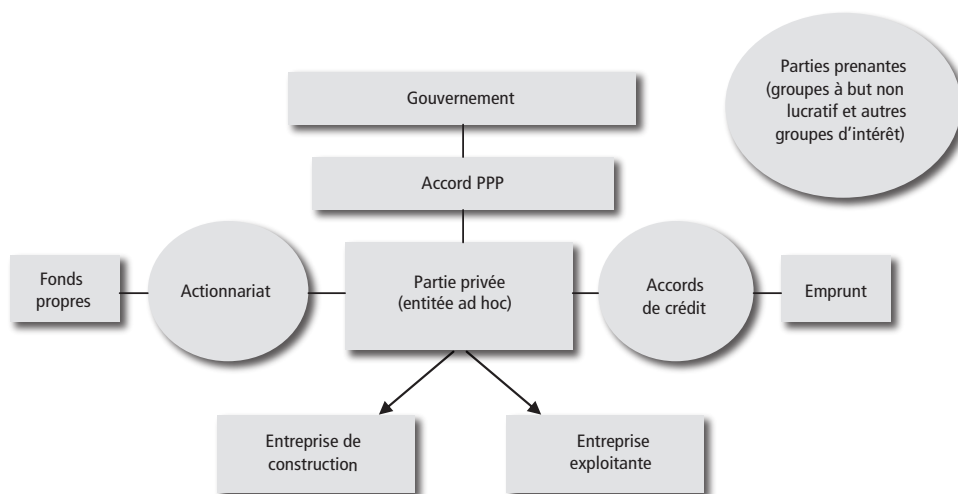 Gouvernement
Parties prenantes
(groupes à but non
lucratif et autres
groupes d'intérêt)
Accord PPP
Fonds
propres
Actionnariat
Partie privée
(entitée ad hoc)
Accords
de crédit
Emprunt
Entreprise de
construction
Entreprise
exploitante